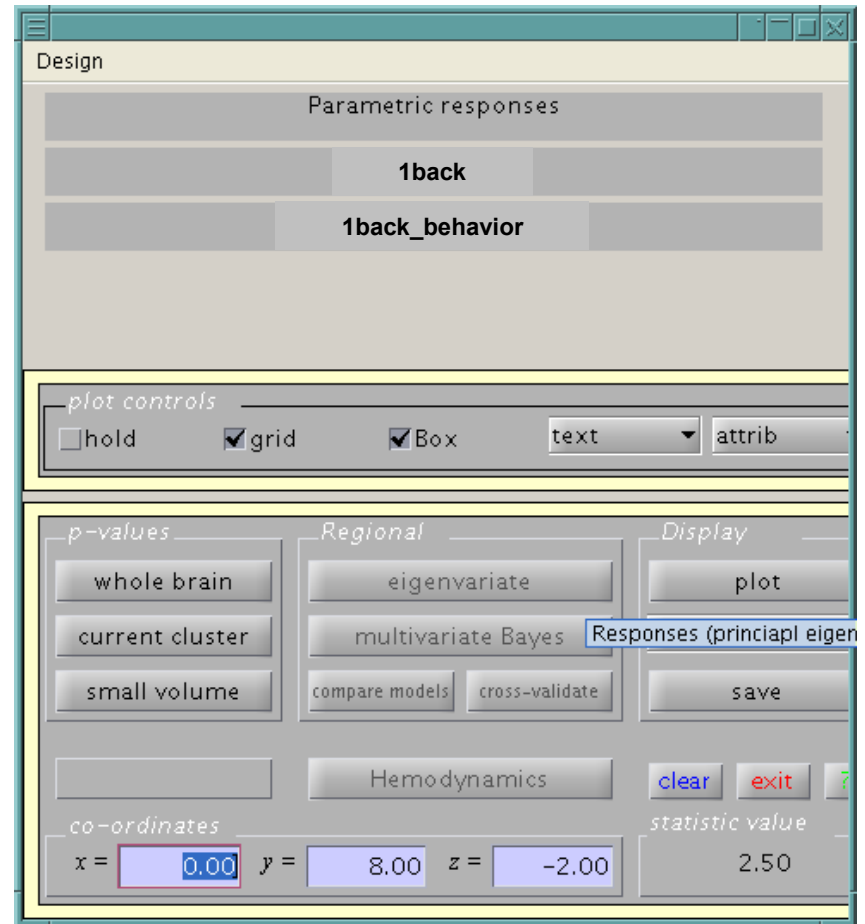 Design
Parametric responses
1back
1back_behavior
plot controls
hold grid Box text attrib
p-values Regional Display
whole brain eigenvariate plot
current cluster multivariate Bayes Responses (princiapl eigen
small volume compare models cross-validate save
Hemodynamics clear exit ?
co-ordinates statistic value
x = 0.00 y = 8.00 z = -2.00 2.50